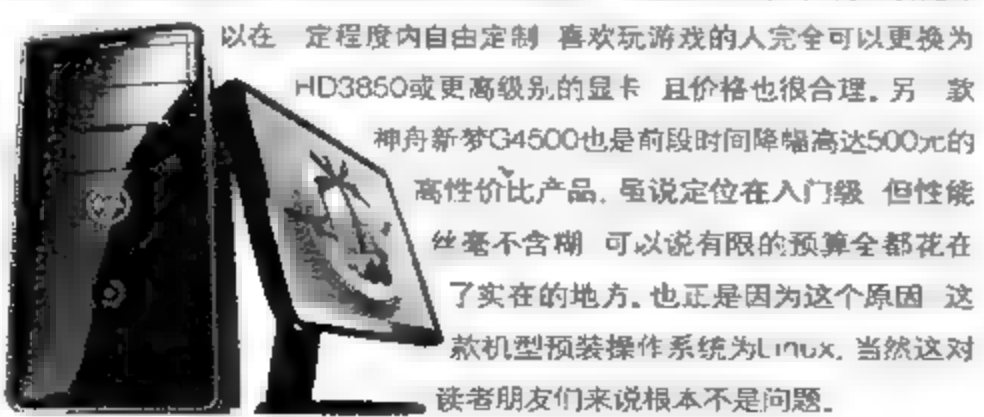 以在 定程度内自由定制 喜欢玩游戏的人完全可以更换为
HD3850或更高级别的显卡 且价格也很合理。另 款
神舟新梦G4500也是前段时间降幅高达500元的
高性价比产品。虽说定位在入门级 但性能
丝毫不含糊 可以说有限的预算全都花在
了实在的地方。也正是因为这个原因 这
款机型预装操作系统为Linux。当然这对
读者朋友们来说根本不是问题。